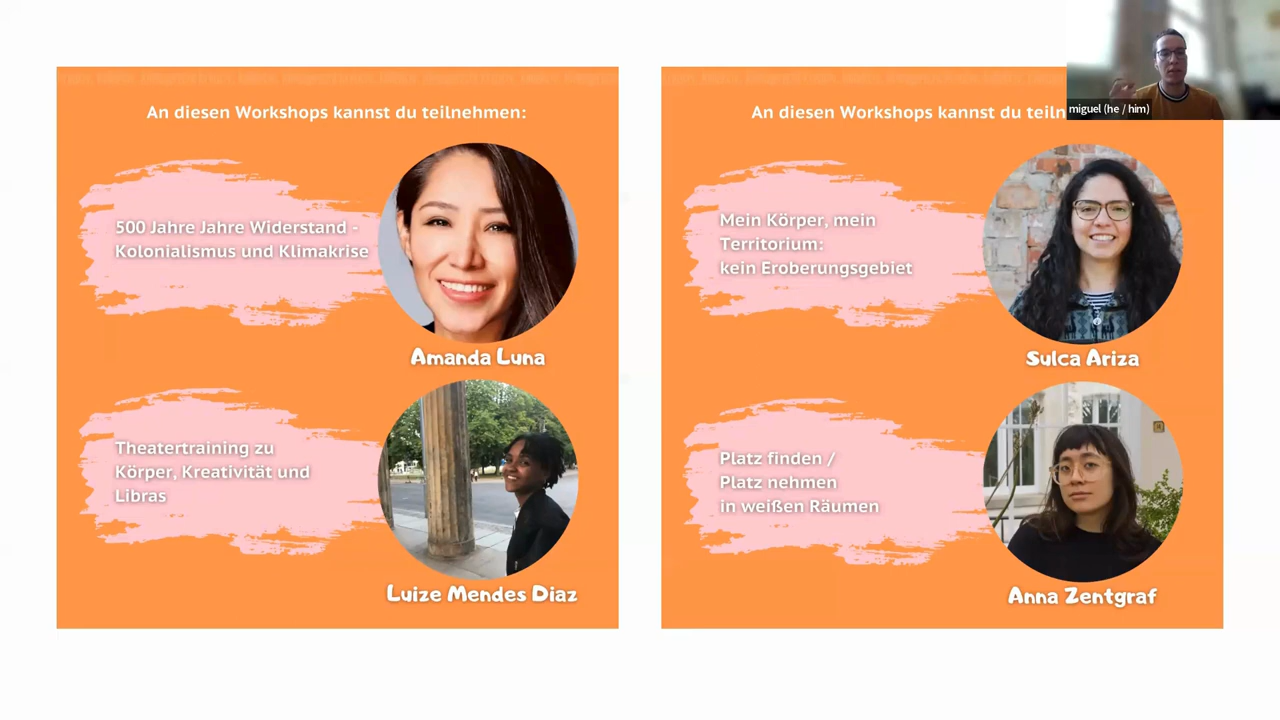 An diesen Workshops kannst du teilnehmen:
500 Jahre Jahre Widerstand -
Kolonialismus und Klimakrise
Amanda Luna
Theatertraining zu
Körper, Kreativität und
Libras
Luize Mendes Diaz
An diesen Workshops kannst du teiln
Mein Körper, mein
Territorium:
kein Eroberungsgebiet
Sulca Ariza
Platz finden /
Platz nehmen
in weißen Räumen
Anna Zentgraf
miguel (he / him)